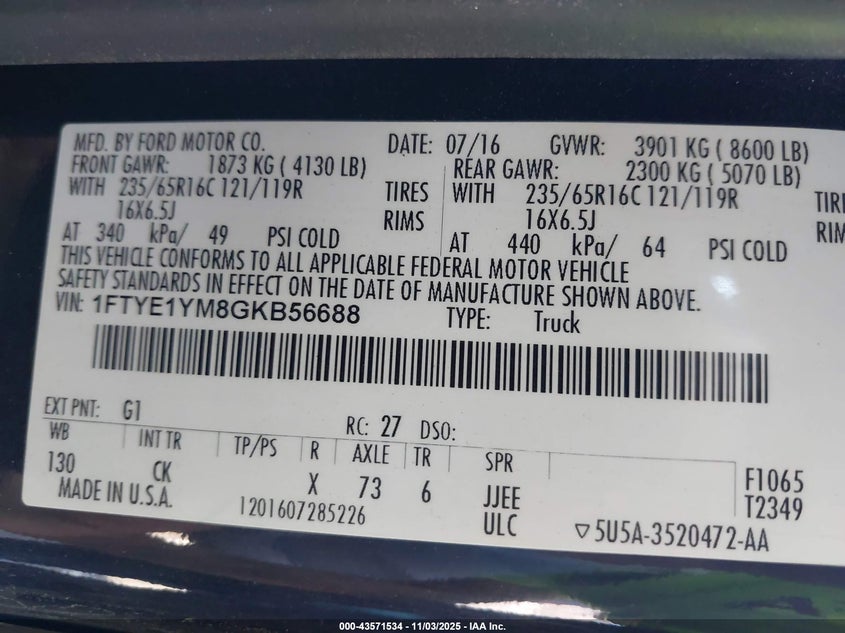 MFD. BY FORD MOTOR CO. DATE: 07/16 GVWR: 3901 KG ( 8600 LB)
FRONT GAWR: 1873 KG ( 4130 LB) REAR GAWR: 2300 KG ( 5070 LB)
WITH 235/65R16C 121/119R TIRES WITH 235/65R16C 121/119R TIRE
16X6.5J RIMS 16X6.5J RIM
AT 340 kPa/ 49 PSI COLD AT 440 kPa/ 64 PSI COLD
THIS VEHICLE CONFORMS TO ALL APPLICABLE FEDERAL MOTOR VEHICLE
SAFETY STANDARDS IN EFFECT ON THE DATE OF MANUFACTURE SHOWN ABOVE.
VIN: 1FTYE1YM8GKB56688 TYPE: Truck
EXT PNT: G1 RC: 27 DSO:
WB INT TR TP/PS R AXLE TR SPR
130 CK X 73 6 JJEE F1065
MADE IN U.S.A. 1201607285226 ULC T2349
▽5U5A-3520472-AA
000-43571534 - 11/03/2025 - IAA Inc.